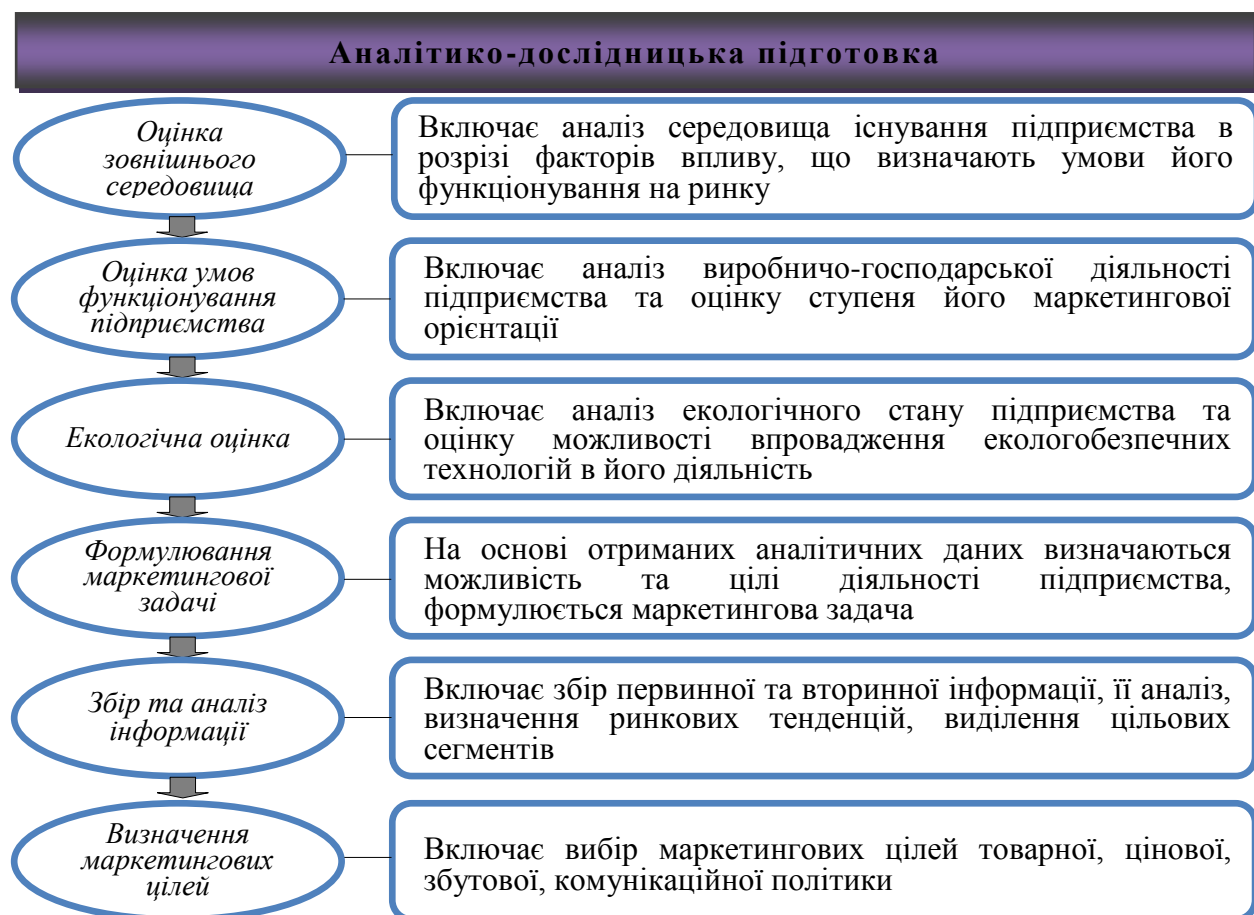 Аналітико-дослідницька підготовка
Оцінка
зовнішнього
середовища
Включає аналіз середовища існування підприємства в
розрізі факторів впливу, що визначають умови його
функціонування на ринку
Оцінка умов
функціонування
підприємства
Включає аналіз виробничо-господарської діяльності
підприємства та оцінку ступеня його маркетингової
орієнтації
Екологічна оцінка
Включає аналіз екологічного стану підприємства та
оцінку можливості впровадження екологобезпечних
технологій в його діяльність
Формулювання
маркетингової
задачі
На основі отриманих аналітичних даних визначаються
можливість та цілі діяльності підприємства,
формулюється маркетингова задача
Збір та аналіз
інформації
Включає збір первинної та вторинної інформації, її аналіз,
визначення ринкових тенденцій, виділення цільових
сегментів
Визначення
маркетингових
цілей
Включає вибір маркетингових цілей товарної, цінової,
збутової, комунікаційної політики